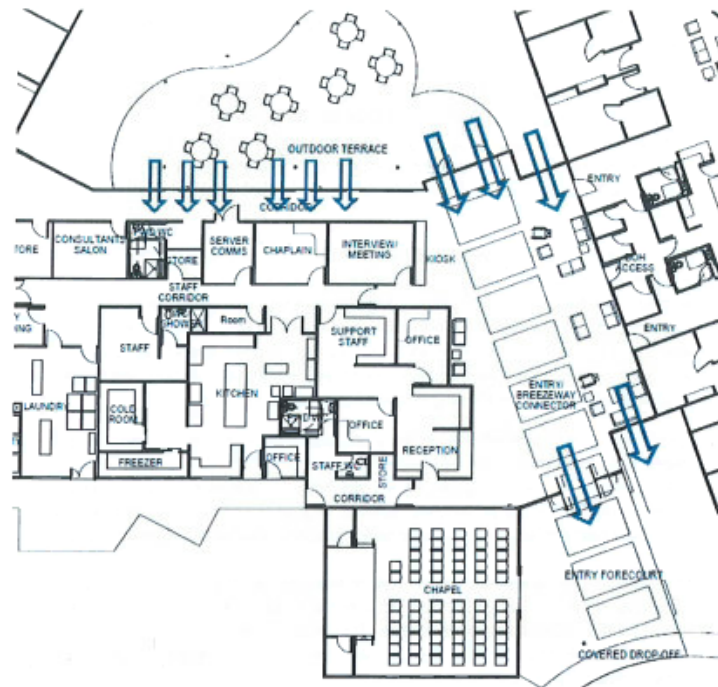 OUTDOOR TERRACE
CORRIDOR
ENTRY
STORE
CONSULTANTS
SALON
WC
STORE
SERVER
COMMS
CHAPLAIN
INTERVIEW/
MEETING
KIOSK
ACCESS
STAFF
CORRIDOR
ENTRY
SHOWER
Room
STAFF
SUPPORT
STAFF
OFFICE
LAUNDRY
COLD
ROOM
KITCHEN
ENTRY/
BREEZEWAY
CONNECTOR
OFFICE
RECEPTION
FREEZER
OFFICE
STAFF WC
STORE
CORRIDOR
CHAPEL
ENTRY FORECOURT
COVERED DROP-OFF